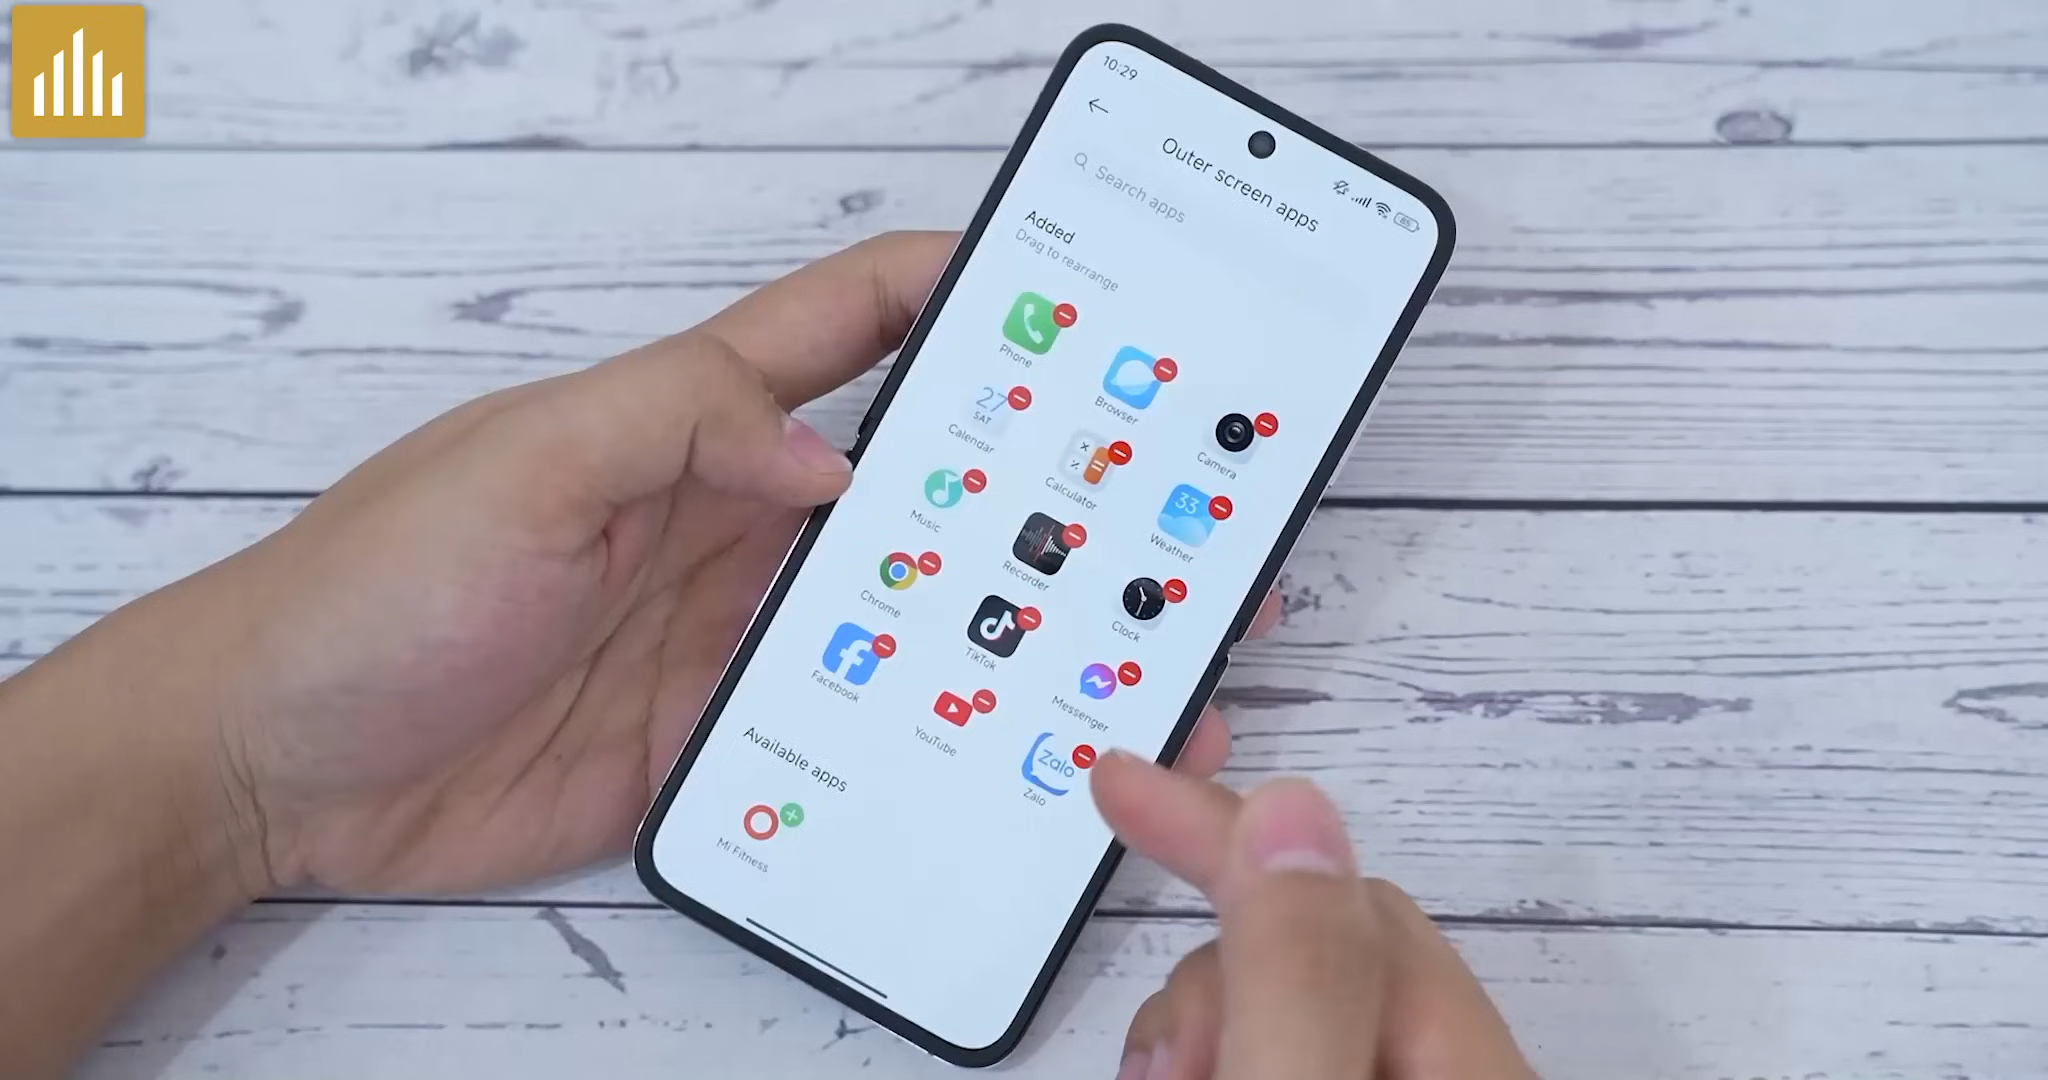 10:29
85
Outer screen apps
Search apps
Added
Drag to rearrange
Phone
Browser
Camera
27
SAT
Calendar
Calculator
33
Weather
Music
Recorder
Clock
Chrome
TikTok
Messenger
Facebook
YouTube
Zalo
Zalo
Available apps
Mi Fitness